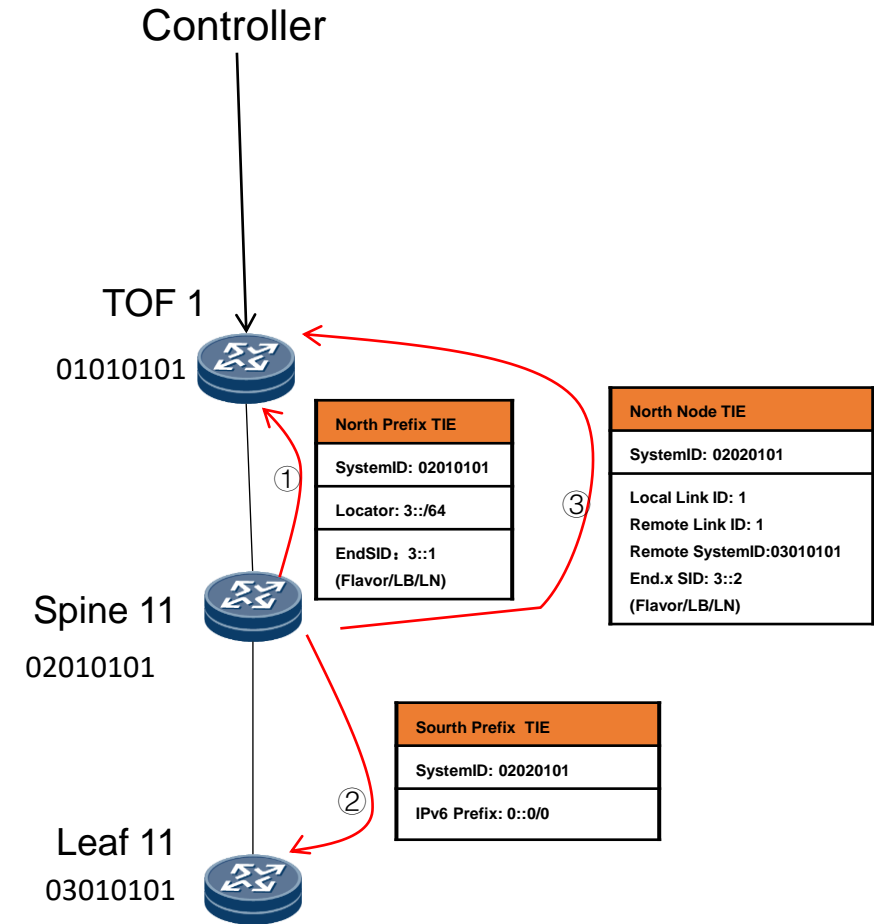 Controller
TOF 1
01010101
North Prefix TIE
SystemID: 02010101
Locator: 3::/64
EndSID：3::1
(Flavor/LB/LN)
North Node TIE
SystemID: 02020101
Local Link ID: 1
Remote Link ID: 1
Remote SystemID:03010101
End.x SID: 3::2
(Flavor/LB/LN)
①
③
Spine 11
02010101
Sourth Prefix TIE
SystemID: 02020101
IPv6 Prefix: 0::0/0
②
Leaf 11
03010101